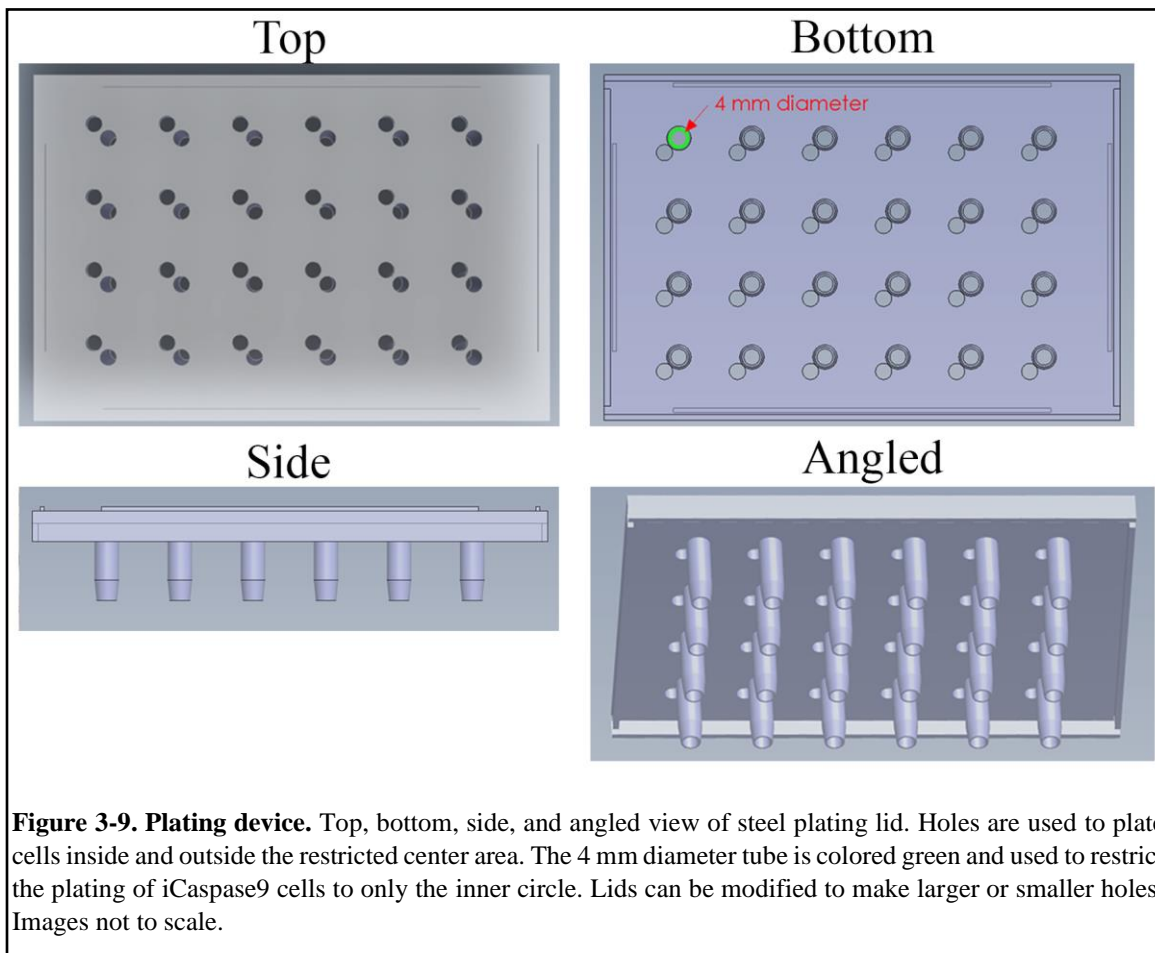 Top
Bottom
4 mm diameter
Side
Angled
Figure 3-9. Plating device. Top, bottom, side, and angled view of steel plating lid. Holes are used to plate
cells inside and outside the restricted center area. The 4 mm diameter tube is colored green and used to restric
the plating of iCaspase9 cells to only the inner circle. Lids can be modified to make larger or smaller holes
Images not to scale.